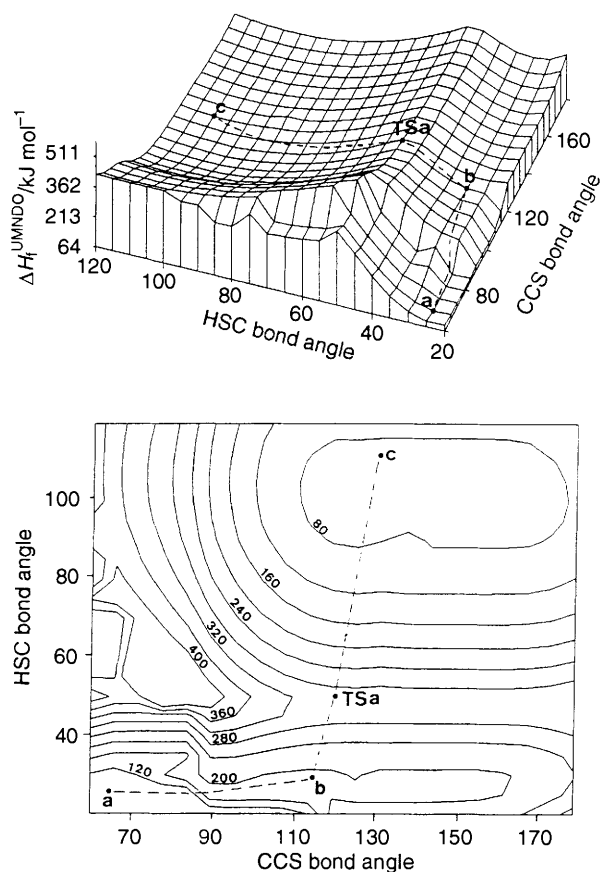 ΔH_f^UMNDO/kJ mol⁻¹
511
362
213
64
120
100
80
60
40
20
HSC bond angle
80
120
160
CCS bond angle
c
TSa
b
a
HSC bond angle
100
80
60
40
70
90
110
130
150
170
CCS bond angle
c
80
160
240
320
400
TSa
360
280
120
200
a
b